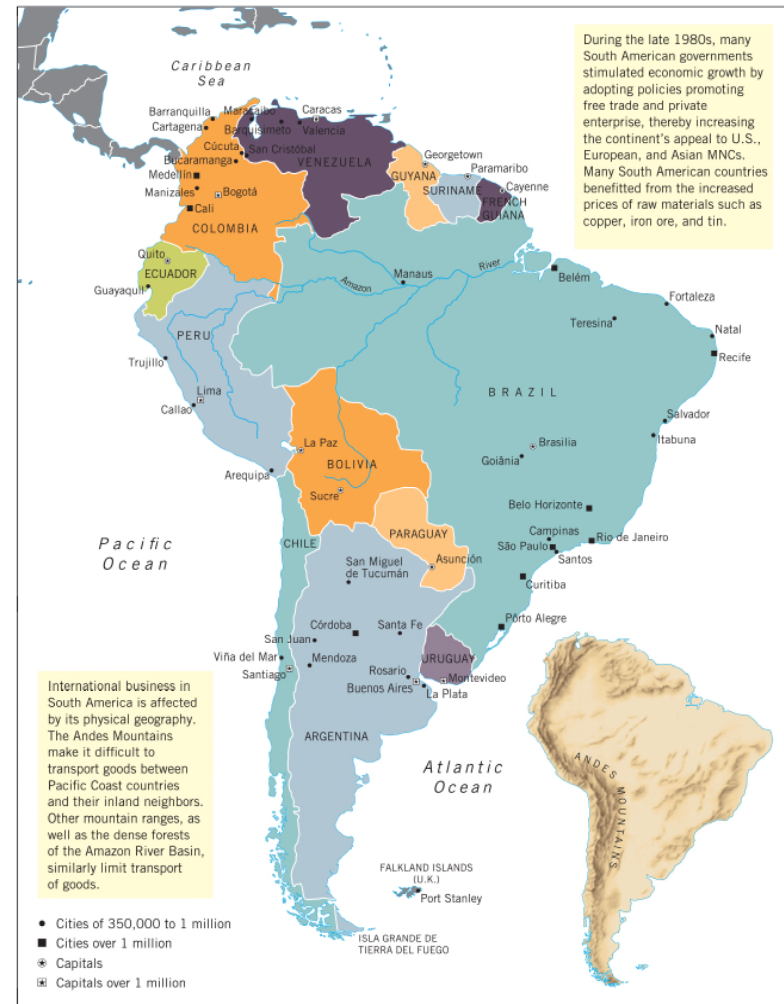 During the late 1980s, many
South American governments
stimulated economic growth by
adopting policies promoting
free trade and private
enterprise, thereby increasing
the continent's appeal to U.S.,
European, and Asian MNCs.
Many South American countries
benefitted from the increased
prices of raw materials such as
copper, iron ore, and tin.
Caribbean
Sea
Barranquilla
Maracaibo
Caracas
Cartagena
Barquisimeto
Valencia
Cúcuta
San Cristóbal
Bucaramanga
VENEZUELA
Georgetown
Medellín
GUYANA
Paramaribo
Manizales
Bogotá
SURINAME
Cayenne
Cali
FRENCH
GUIANA
COLOMBIA
Quito
ECUADOR
Guayaquil
Manaus
Amazon
River
Belém
Fortaleza
Teresina
Natal
PERU
Recife
Trujillo
BRAZIL
Lima
Callao
Salvador
La Paz
Brasilia
Itabuna
BOLIVIA
Goiânia
Arequipa
Sucre
Belo Horizonte
Pacific
Ocean
PARAGUAY
Campinas
CHILE
São Paulo
Rio de Janeiro
San Miguel
de Tucumán
Asunción
Santos
Curitiba
Córdoba
Santa Fe
Pôrto Alegre
San Juan
Viña del Mar
Mendoza
URUGUAY
Santiago
Rosario
Montevideo
Buenos Aires
La Plata
ARGENTINA
International business in
South America is affected
by its physical geography.
The Andes Mountains
make it difficult to
transport goods between
Pacific Coast countries
and their inland neighbors.
Other mountain ranges, as
well as the dense forests
of the Amazon River Basin,
similarly limit transport
of goods.
Atlantic
Ocean
ANDES MOUNTAINS
FALKLAND ISLANDS
(U.K.)
Port Stanley
ISLA GRANDE DE
TIERRA DEL FUEGO
Cities of 350,000 to 1 million
Cities over 1 million
Capitals
Capitals over 1 million